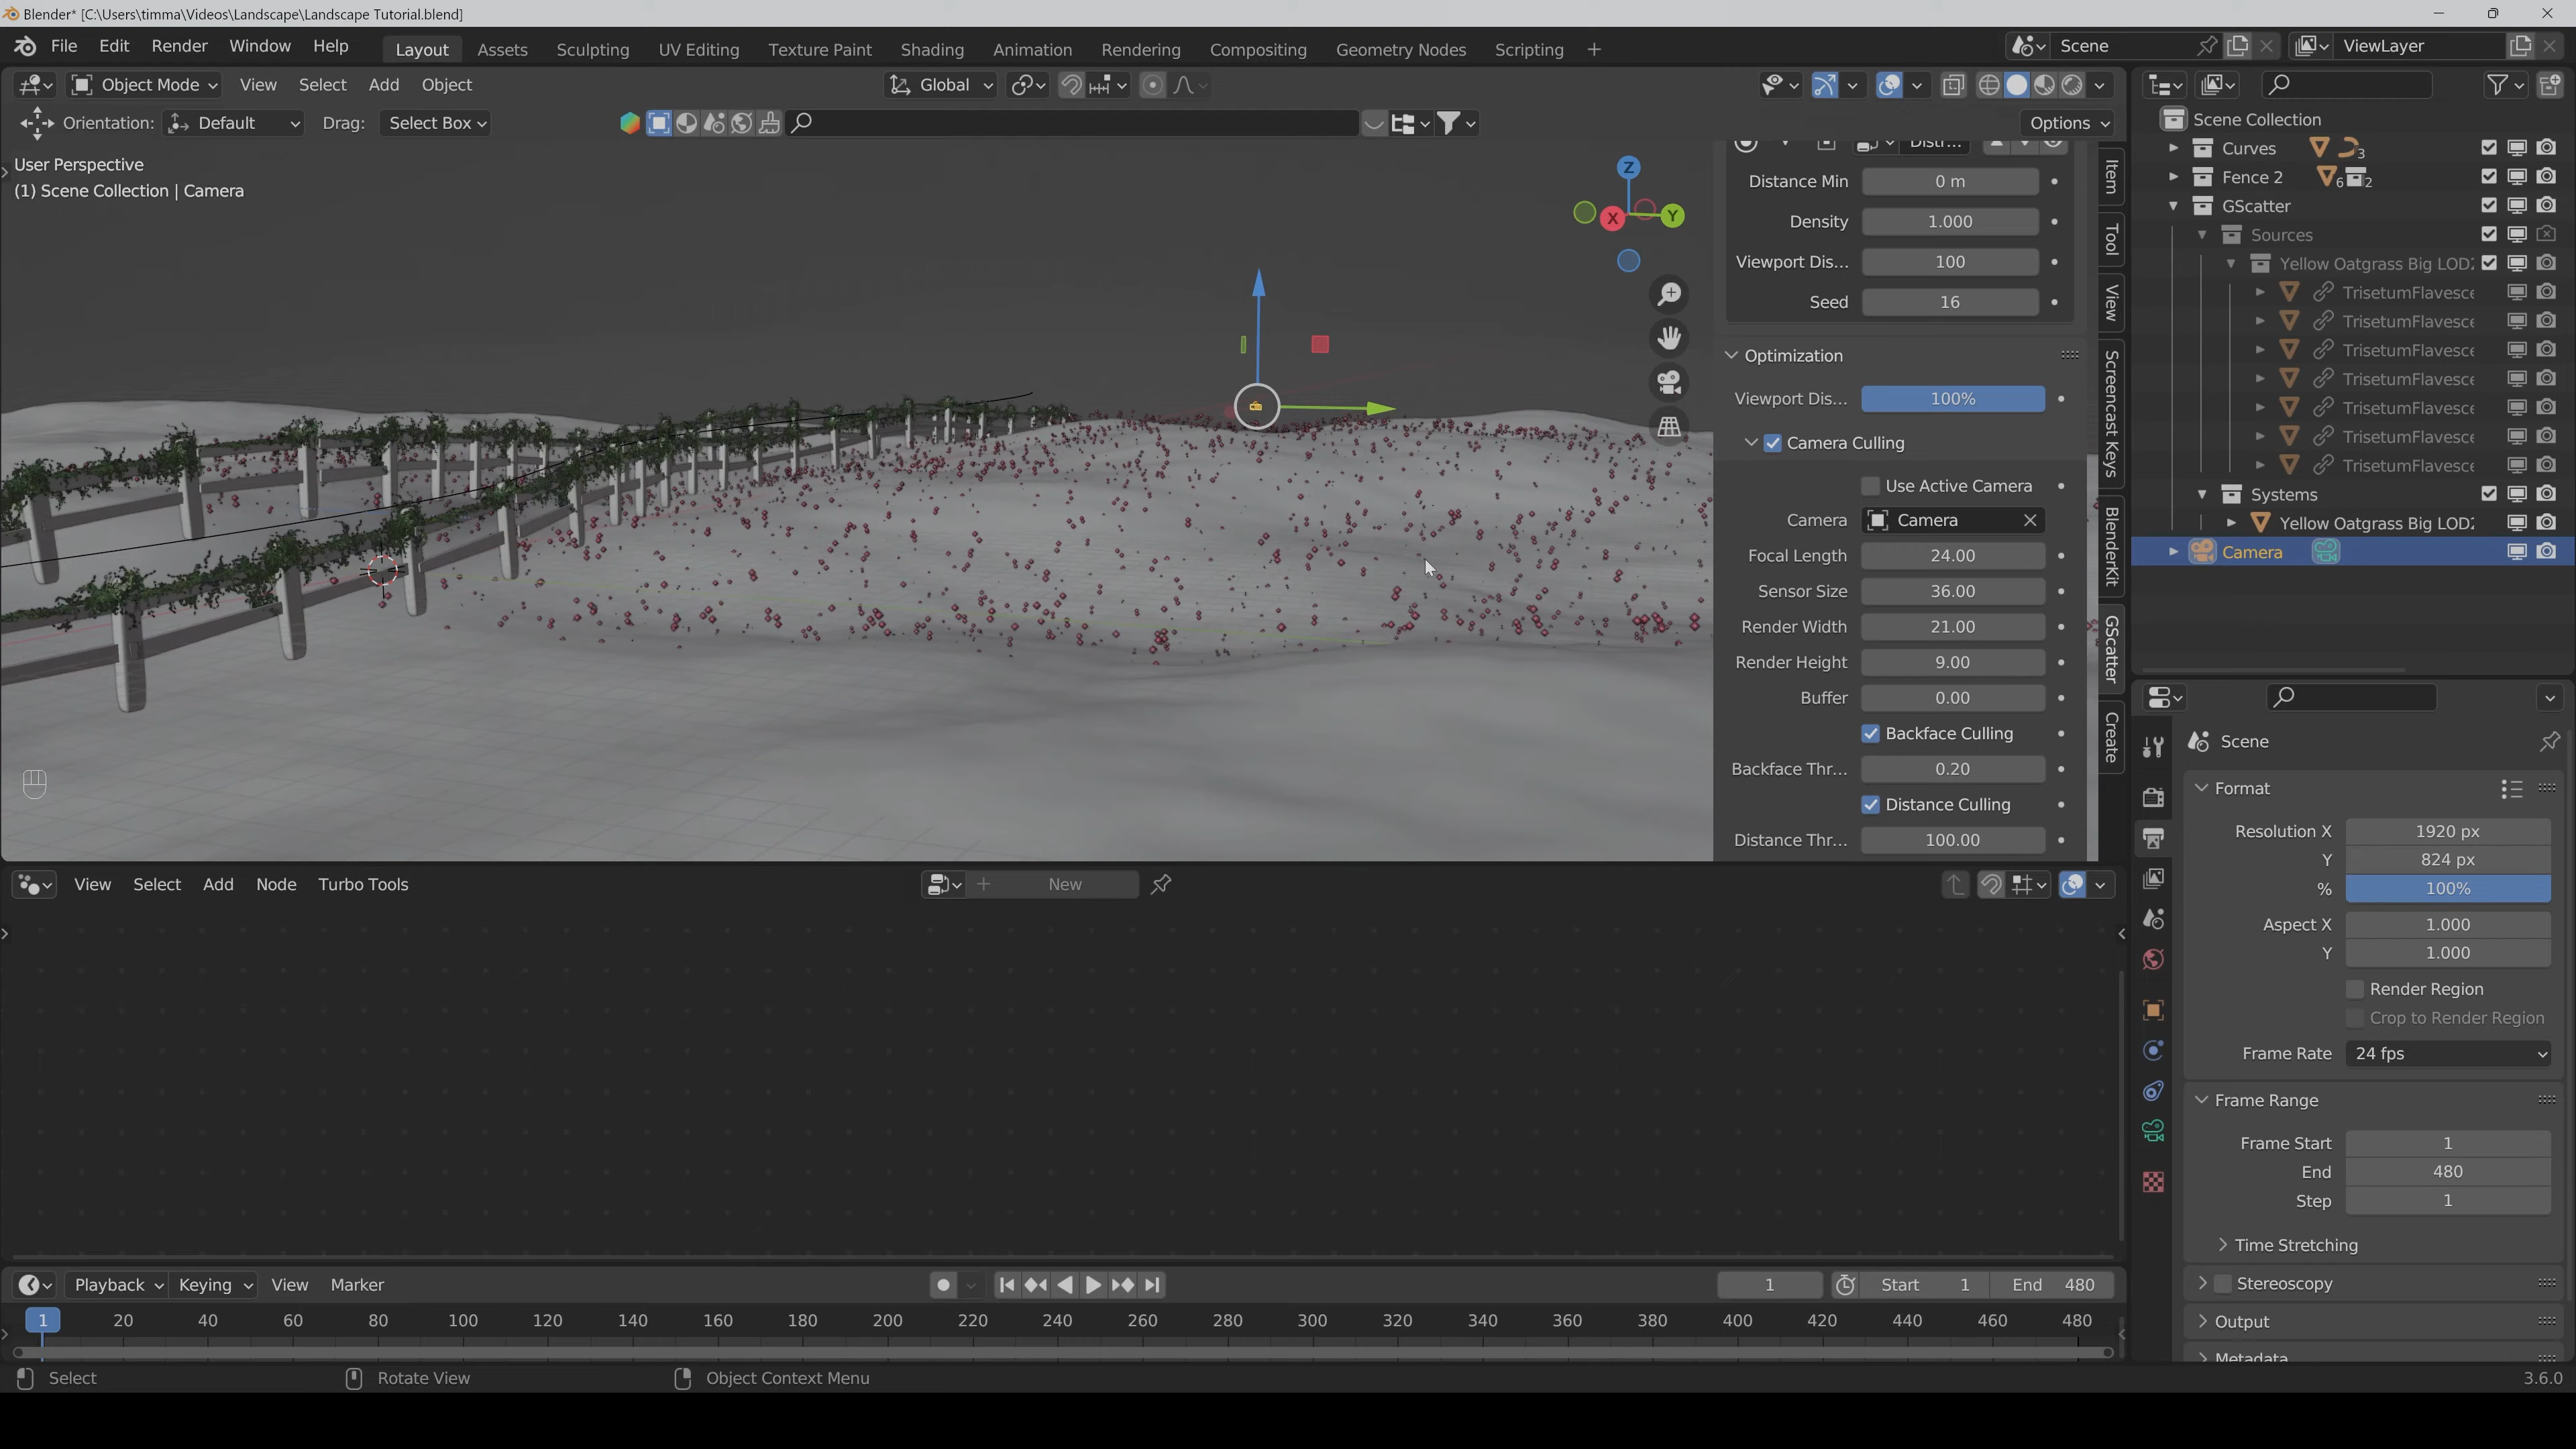 Blender* [C:\Users\timma\Videos\Landscape\Landscape Tutorial.blend]
File Edit Render Window Help Layout Assets Sculpting UV Editing Texture Paint Shading Animation Rendering Compositing Geometry Nodes Scripting + Scene ViewLayer
Object Mode View Select Add Object Global
Orientation: Default Drag: Select Box Options
User Perspective
(1) Scene Collection | Camera
Z
X
Y
Distr...
Distance Min 0 m
Density 1.000
Viewport Dis... 100
Seed 16
Optimization
Viewport Dis... 100%
Camera Culling
Use Active Camera
Camera Camera
Focal Length 24.00
Sensor Size 36.00
Render Width 21.00
Render Height 9.00
Buffer 0.00
Backface Culling
Backface Thr... 0.20
Distance Culling
Distance Thr... 100.00
Item
Tool
View
Screencast Keys
BlenderKit
GScatter
Create
Scene Collection
Curves 3
Fence 2 6 2
GScatter
Sources
Yellow Oatgrass Big LOD
TrisetumFlavesce
TrisetumFlavesce
TrisetumFlavesce
TrisetumFlavesce
TrisetumFlavesce
TrisetumFlavesce
TrisetumFlavesce
Systems
Yellow Oatgrass Big LOD
Camera
Scene
Format
Resolution X 1920 px
Y 824 px
% 100%
Aspect X 1.000
Y 1.000
Render Region
Crop to Render Region
Frame Rate 24 fps
Frame Range
Frame Start 1
End 480
Step 1
Time Stretching
Stereoscopy
Output
Metadata
View Select Add Node Turbo Tools New
Playback Keying View Marker 1 Start 1 End 480
1 20 40 60 80 100 120 140 160 180 200 220 240 260 280 300 320 340 360 380 400 420 440 460 480
Select Rotate View Object Context Menu 3.6.0